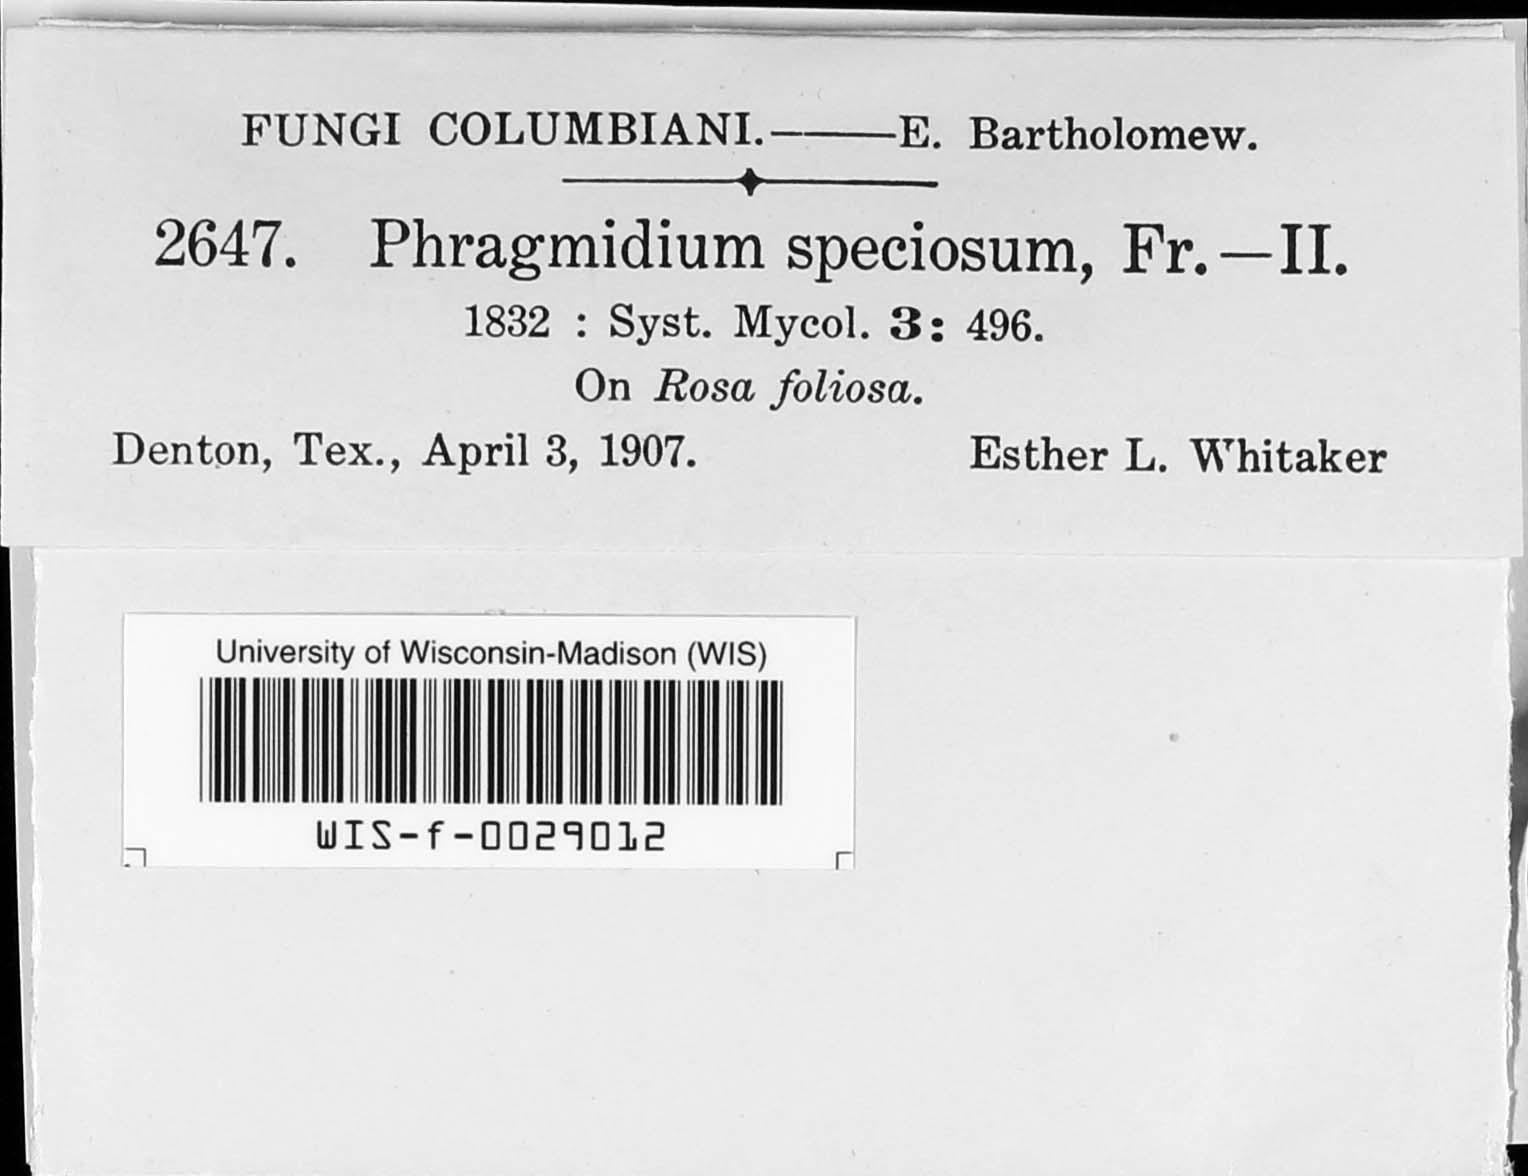 FUNGI COLUMBIANI.——E. Bartholomew.
2647. Phragmidium speciosum, Fr.—II.
1832 : Syst. Mycol. 3: 496.
On Rosa foliosa.
Denton, Tex., April 3, 1907. Esther L. Whitaker
University of Wisconsin-Madison (WIS)
WIS-f-0029012